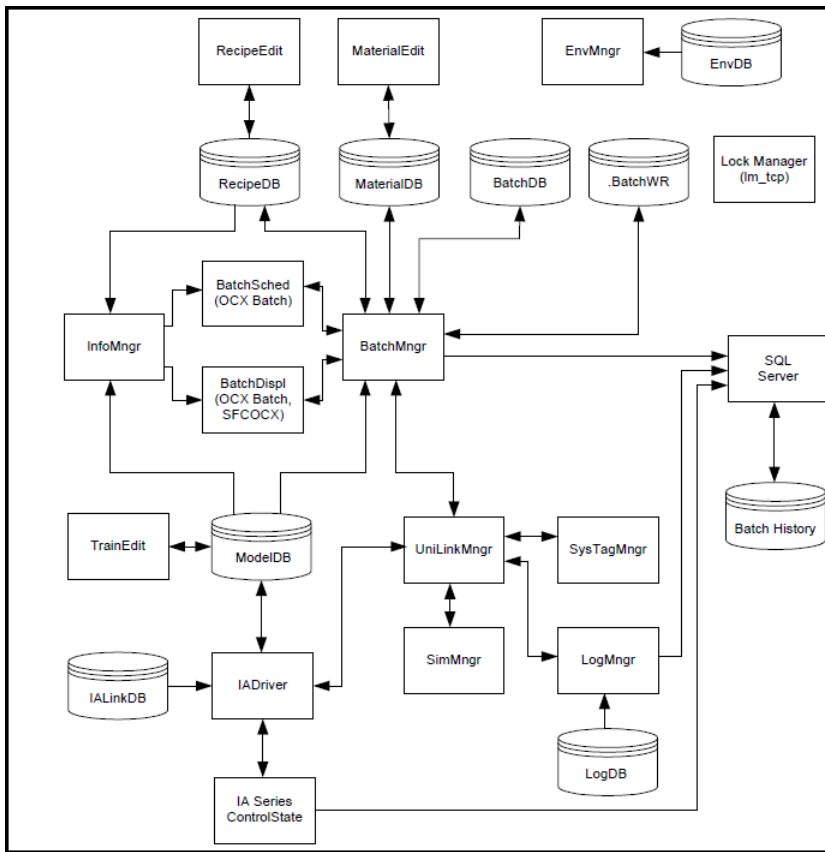 RecipeEdit
MaterialEdit
EnvMngr
EnvDB
RecipeDB
MaterialDB
BatchDB
.BatchWR
Lock Manager
(lm_tcp)
BatchSched
(OCX Batch)
InfoMngr
BatchMngr
SQL
Server
BatchDispl
(OCX Batch,
SFCOCX)
Batch History
TrainEdit
ModelDB
UniLinkMngr
SysTagMngr
IALinkDB
IADriver
SimMngr
LogMngr
LogDB
IA Series
ControlState